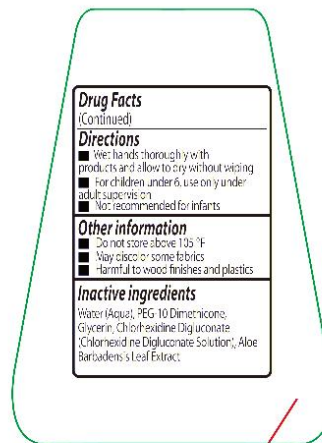 Drug Facts
(Continued)
Directions
■ Wet hands thoroughly with
products and allow to dry without wiping
■ For children under 6, use only under
adult supervision
■ Not recommended for infants
Other information
■ Do not store above 105 °F
■ May discolor some fabrics
■ Harmful to wood finishes and plastics
Inactive ingredients
Water (Aqua), PEG-10 Dimethicone,
Glycerin, Chlorhexidine Digluconate
(Chlorhexidine Digluconate Solution), Aloe
Barbadensis Leaf Extract